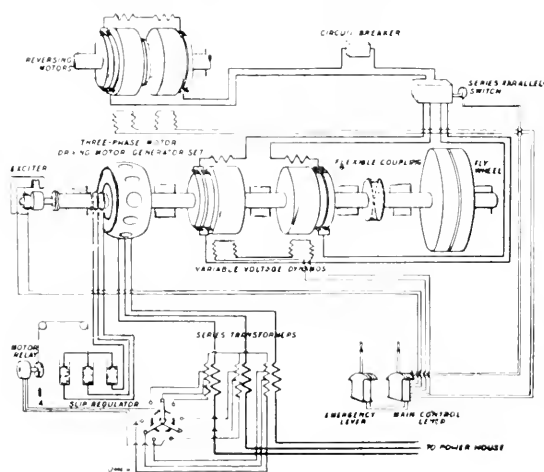 CIRCUIT BREAKER
REVERSING
MOTORS
SERIES PARALLEL
SWITCH
THREE-PHASE MOTOR
DRIVING MOTOR GENERATOR SET
EXCITER
FLEXIBLE COUPLING
FLY
WHEEL
VARIABLE VOLTAGE DYNAMOS
SERIES TRANSFORMERS
MOTOR
RELAY
SLIP REGULATOR
EMERGENCY
LEVER
MAIN CONTROL
LEVER
TO POWER HOUSE